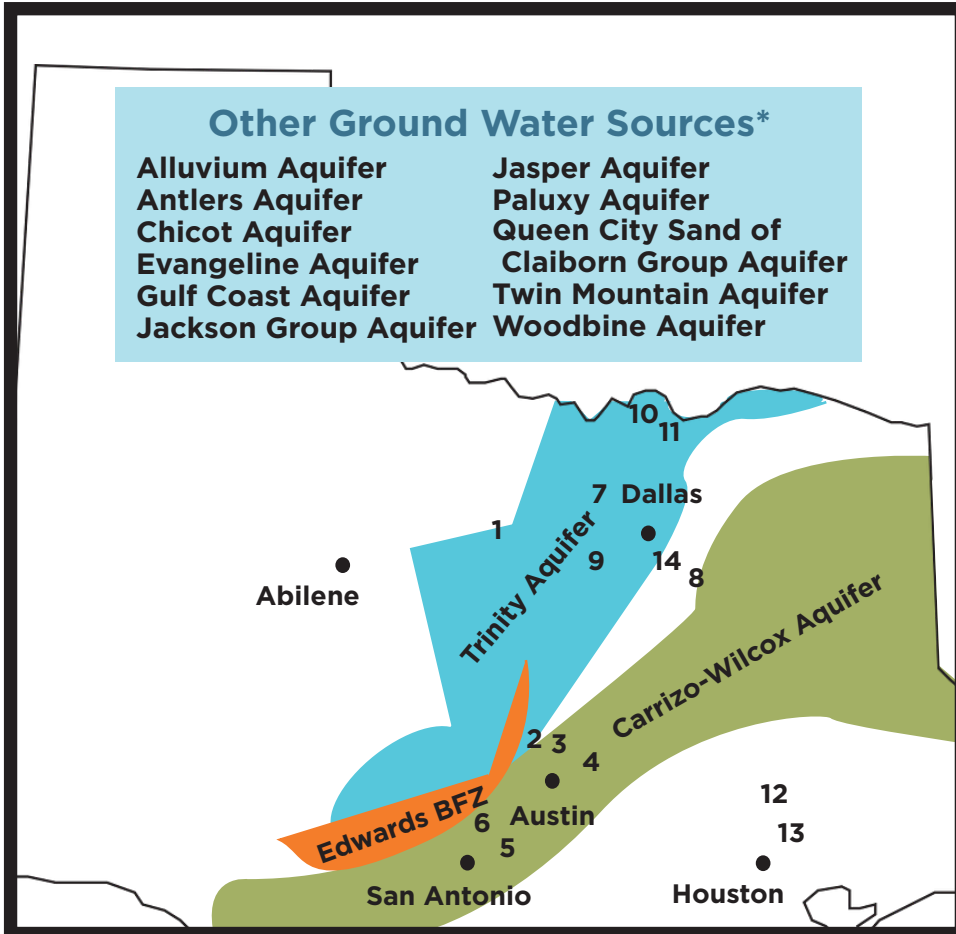 Other Ground Water Sources*
Alluvium Aquifer
Antlers Aquifer
Chicot Aquifer
Evangeline Aquifer
Gulf Coast Aquifer
Jackson Group Aquifer
Jasper Aquifer
Paluxy Aquifer
Queen City Sand of
Claiborn Group Aquifer
Twin Mountain Aquifer
Woodbine Aquifer
10
11
7
Dallas
1
9
14
8
Abilene
Trinity Aquifer
Carrizo-Wilcox Aquifer
2
3
4
Edwards BFZ
6
Austin
5
12
13
San Antonio
Houston